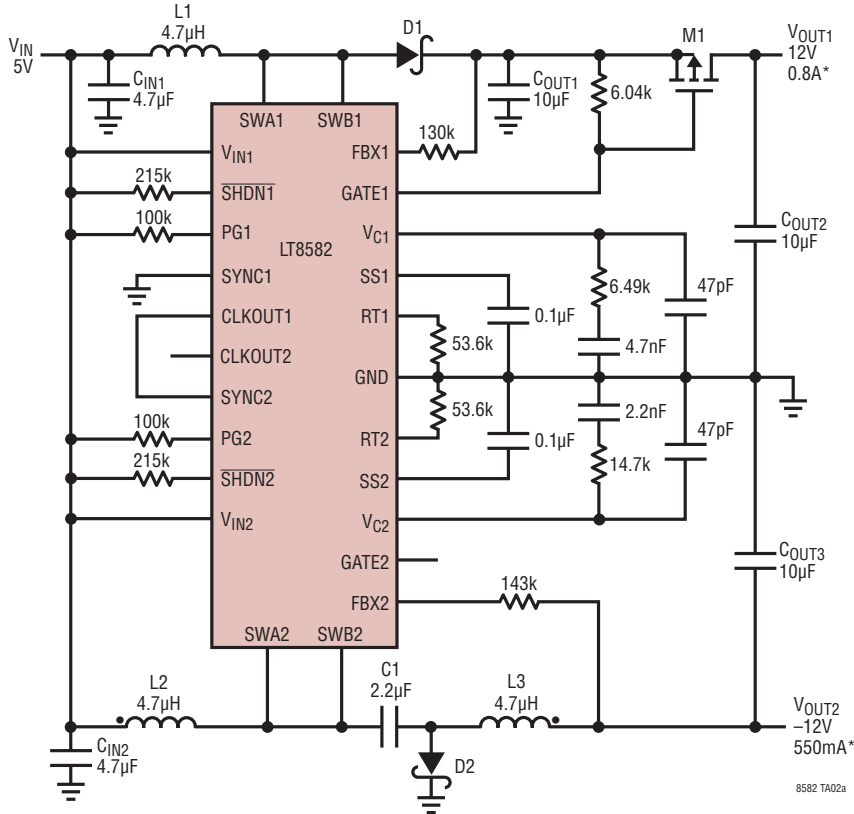 L1
4.7µH
D1
M1
V_IN
5V
V_OUT1
12V
0.8A*
C_IN1
4.7µF
C_OUT1
10µF
6.04k
SWA1
SWB1
130k
V_IN1
FBX1
215k
SHDN1
GATE1
100k
PG1
V_C1
LT8582
C_OUT2
10µF
SYNC1
SS1
6.49k
47pF
CLKOUT1
RT1
0.1µF
53.6k
4.7nF
CLKOUT2
GND
SYNC2
53.6k
2.2nF
100k
PG2
RT2
0.1µF
47pF
215k
SHDN2
SS2
14.7k
V_IN2
V_C2
GATE2
C_OUT3
10µF
FBX2
143k
SWA2
SWB2
L2
4.7µH
C1
2.2µF
L3
4.7µH
V_OUT2
–12V
550mA*
C_IN2
4.7µF
D2
8582 TA02a